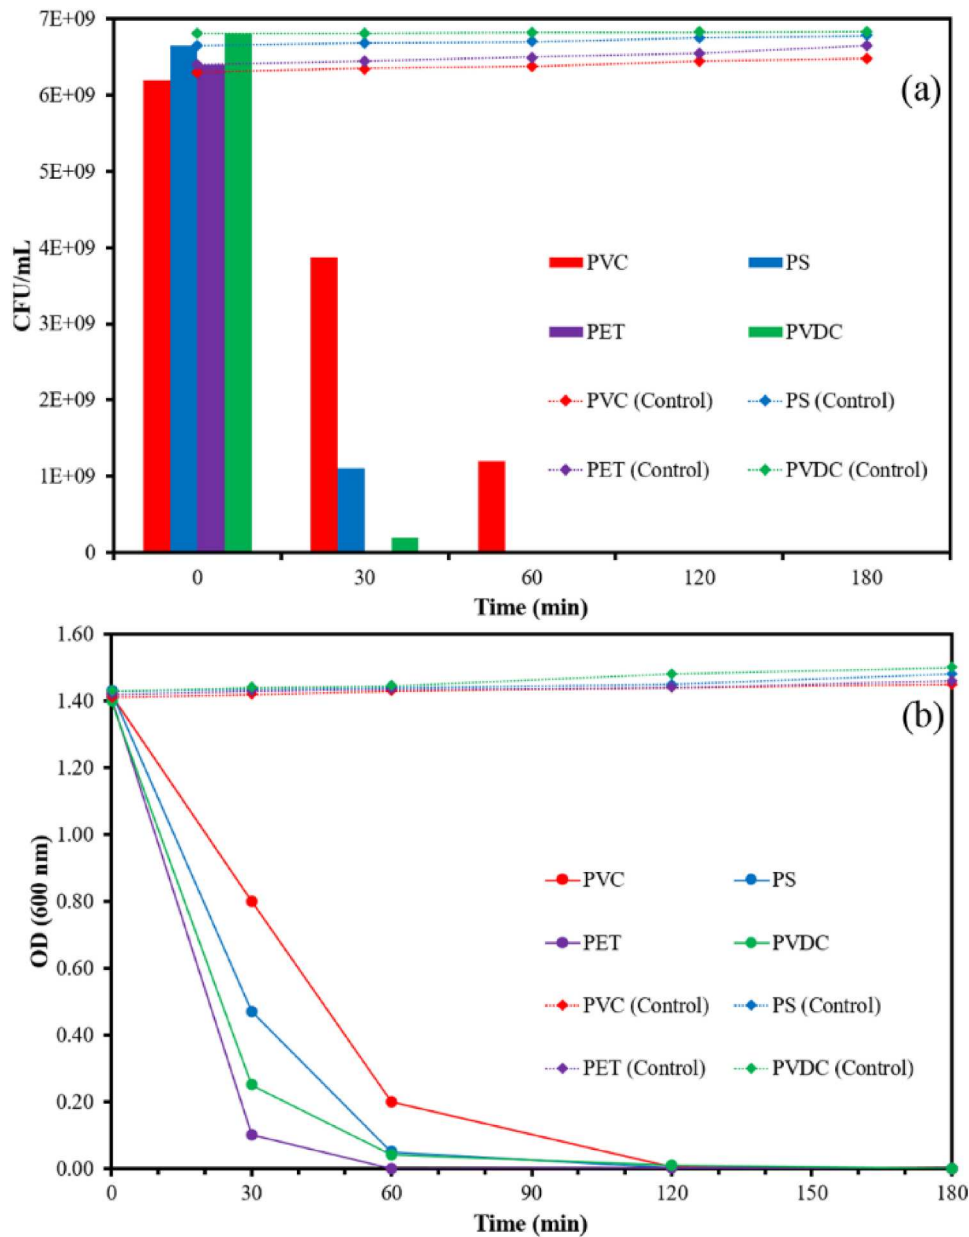 7E+09
6E+09
5E+09
4E+09
3E+09
2E+09
1E+09
0
CFU/mL
(a)
PVC PS
PET PVDC
PVC (Control) PS (Control)
PET (Control) PVDC (Control)
0 30 60 120 180
Time (min)
1.60
1.40
1.20
1.00
0.80
0.60
0.40
0.20
0.00
OD (600 nm)
(b)
PVC PS
PET PVDC
PVC (Control) PS (Control)
PET (Control) PVDC (Control)
0 30 60 90 120 150 180
Time (min)